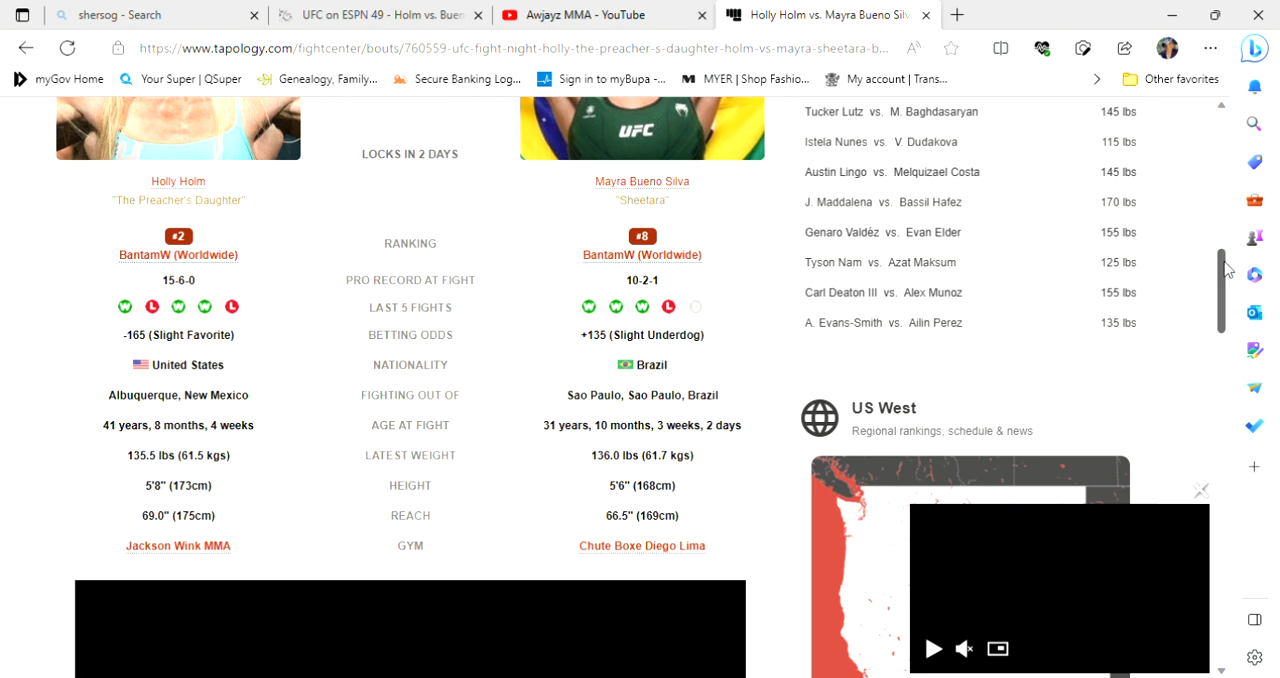 shersog - Search
UFC on ESPN 49 - Holm vs. Buen
Awjayz MMA - YouTube
Holly Holm vs. Mayra Bueno Silv
https://www.tapology.com/fightcenter/bouts/760559-ufc-fight-night-holly-the-preacher-s-daughter-holm-vs-mayra-sheetara-b...
myGov Home
Your Super | QSuper
Genealogy, Family...
Secure Banking Log...
Sign in to myBupa -...
MYER | Shop Fashio...
My account | Trans...
Other favorites
UFC
LOCKS IN 2 DAYS
Holly Holm
Mayra Bueno Silva
"The Preacher's Daughter"
"Sheetara"
#2
RANKING
#8
BantamW (Worldwide)
BantamW (Worldwide)
15-6-0
PRO RECORD AT FIGHT
10-2-1
W L W W L
LAST 5 FIGHTS
W W W L
-165 (Slight Favorite)
BETTING ODDS
+135 (Slight Underdog)
United States
NATIONALITY
Brazil
Albuquerque, New Mexico
FIGHTING OUT OF
Sao Paulo, Sao Paulo, Brazil
41 years, 8 months, 4 weeks
AGE AT FIGHT
31 years, 10 months, 3 weeks, 2 days
135.5 lbs (61.5 kgs)
LATEST WEIGHT
136.0 lbs (61.7 kgs)
5'8" (173cm)
HEIGHT
5'6" (168cm)
69.0" (175cm)
REACH
66.5" (169cm)
Jackson Wink MMA
GYM
Chute Boxe Diego Lima
Tucker Lutz vs. M. Baghdasaryan 145 lbs
Istela Nunes vs. V. Dudakova 115 lbs
Austin Lingo vs. Melquizael Costa 145 lbs
J. Maddalena vs. Bassil Hafez 170 lbs
Genaro Valdéz vs. Evan Elder 155 lbs
Tyson Nam vs. Azat Maksum 125 lbs
Carl Deaton III vs. Alex Munoz 155 lbs
A. Evans-Smith vs. Ailin Perez 135 lbs
US West
Regional rankings, schedule & news